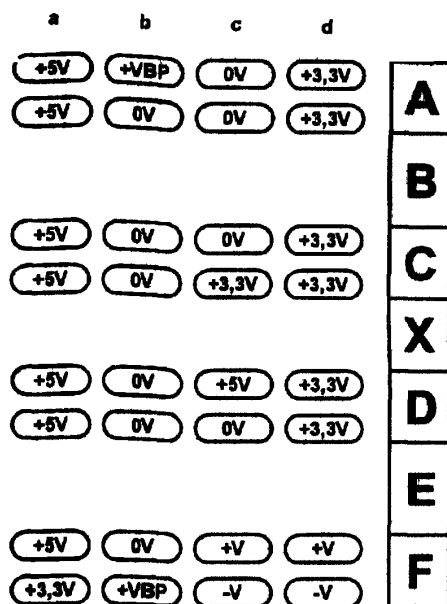 a b c d
+5V +VBP 0V +3,3V
A
+5V 0V 0V +3,3V
B
+5V 0V 0V +3,3V
C
+5V 0V +3,3V +3,3V
X
+5V 0V +5V +3,3V
D
+5V 0V 0V +3,3V
E
+5V 0V +V +V
F
+3,3V +VBP -V -V